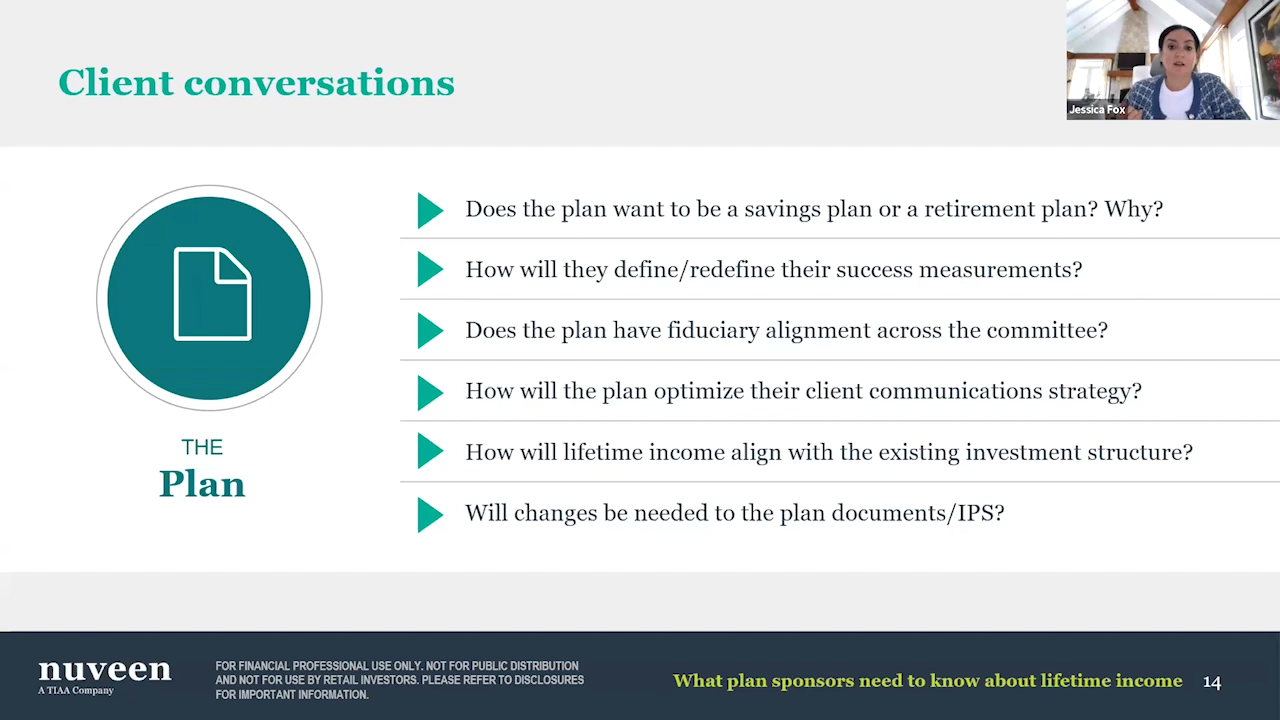 Client conversations
Jessica Fox
THE
Plan
Does the plan want to be a savings plan or a retirement plan? Why?
How will they define/redefine their success measurements?
Does the plan have fiduciary alignment across the committee?
How will the plan optimize their client communications strategy?
How will lifetime income align with the existing investment structure?
Will changes be needed to the plan documents/IPS?
nuveen
A TIAA Company
FOR FINANCIAL PROFESSIONAL USE ONLY. NOT FOR PUBLIC DISTRIBUTION
AND NOT FOR USE BY RETAIL INVESTORS. PLEASE REFER TO DISCLOSURES
FOR IMPORTANT INFORMATION.
What plan sponsors need to know about lifetime income 14